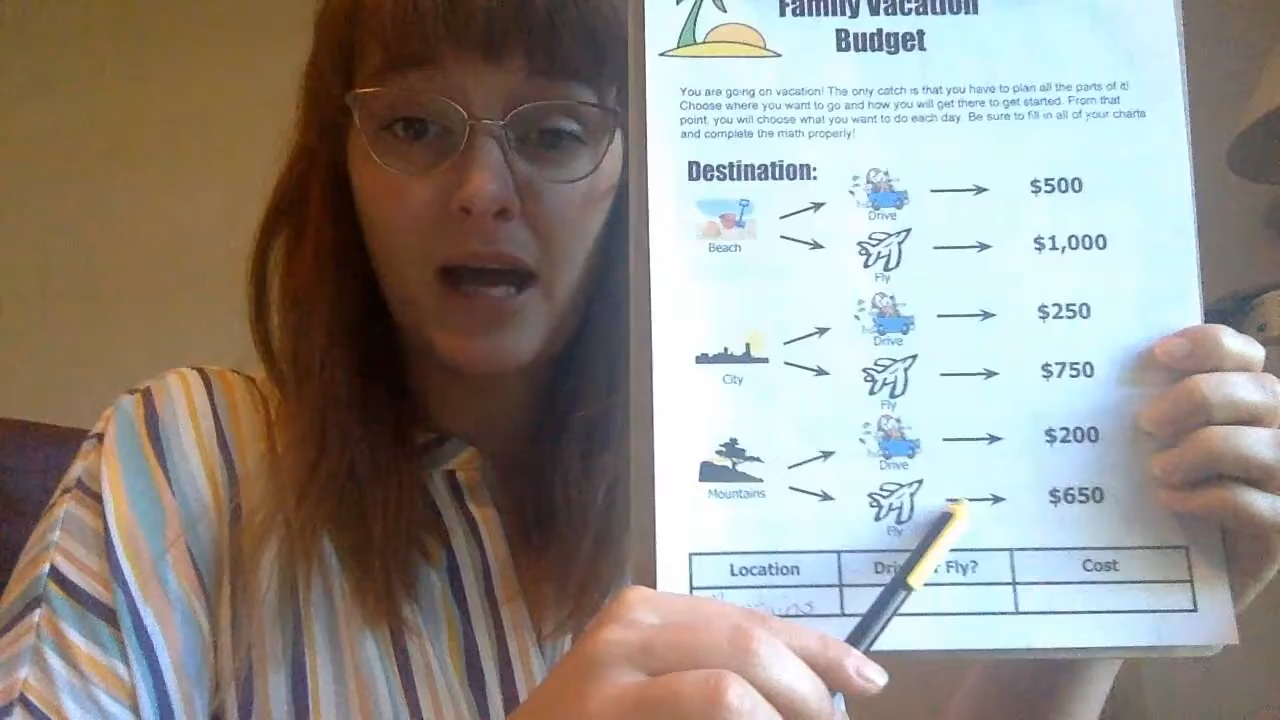 Family Vacation
Budget
You are going on vacation! The only catch is that you have to plan all the parts of it!
Choose where you want to go and how you will get there to get started. From that
point, you will choose what you want to do each day. Be sure to fill in all of your charts
and complete the math properly!
Destination:
Beach
Drive
$500
Fly
$1,000
City
Drive
$250
Fly
$750
Mountains
Drive
$200
Fly
$650
Location
Fly?
Cost